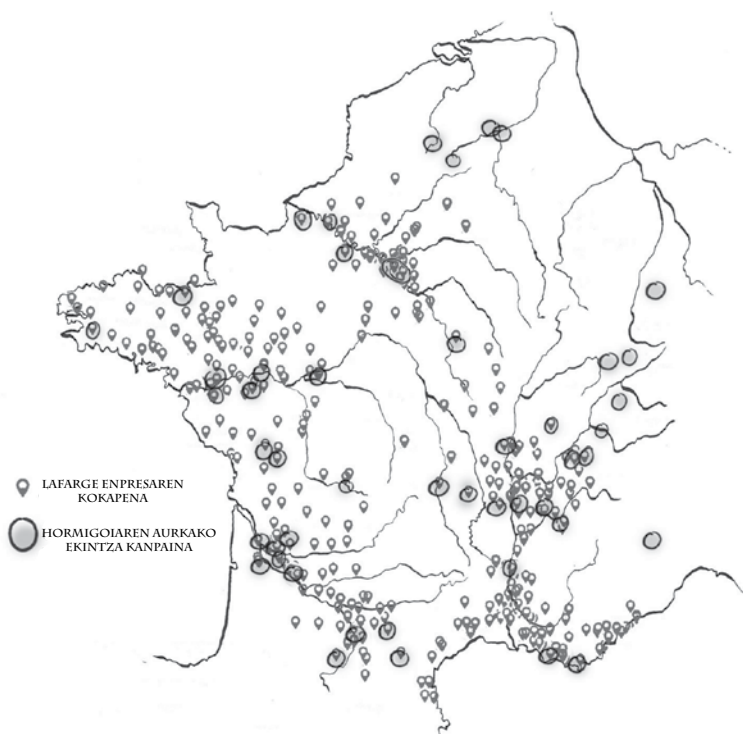 LAFARGE ENPRESAREN
KOKAPENA
HORMIGOIAREN AURKAKO
EKINTZA KANPAINA